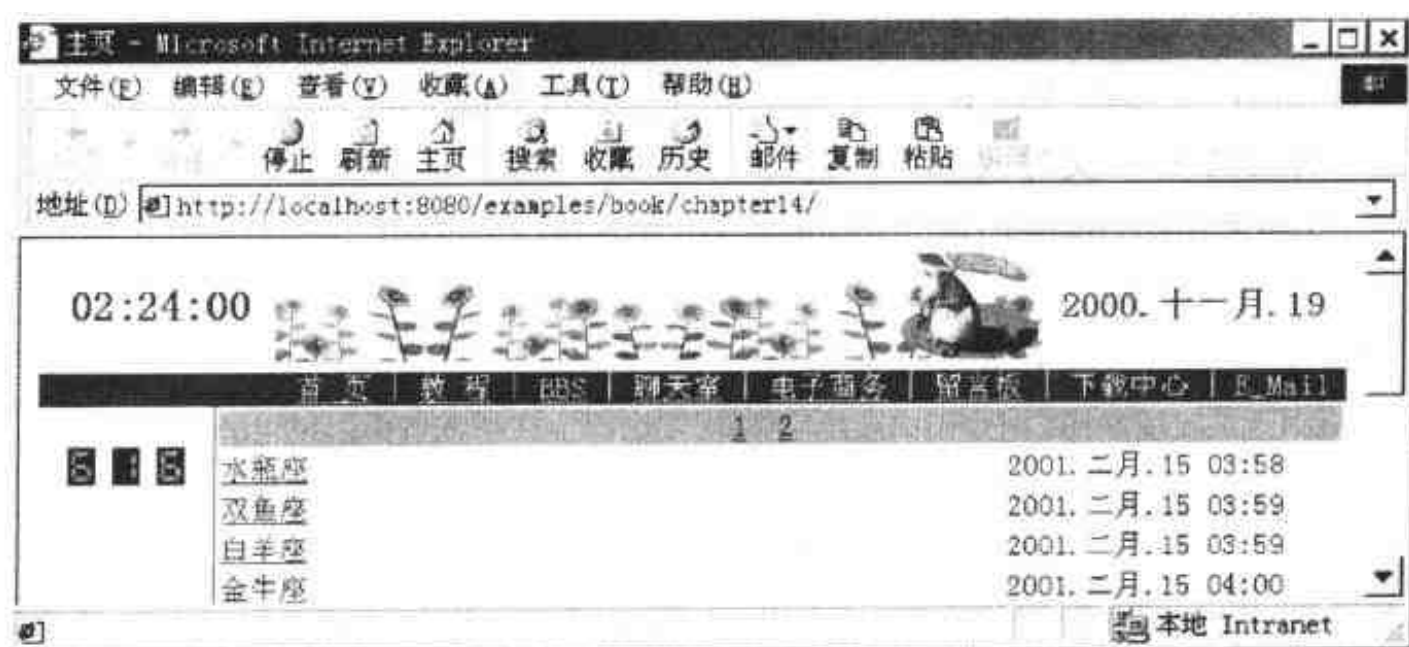 主页 - Microsoft Internet Explorer
文件(F) 编辑(E) 查看(V) 收藏(A) 工具(T) 帮助(H)
停止 刷新 主页 搜索 收藏 历史 邮件 复制 粘贴
地址(D) http://localhost:8080/examples/book/chapter14/
02:24:00 2000. 十一月. 19
首 页 | 教 程 | BBS | 聊天室 | 电子商务 | 留言板 | 下载中心 | E_Mail
1 2
水瓶座 2001. 二月. 15 03:58
双鱼座 2001. 二月. 15 03:59
白羊座 2001. 二月. 15 03:59
金牛座 2001. 二月. 15 04:00
本地 Intranet